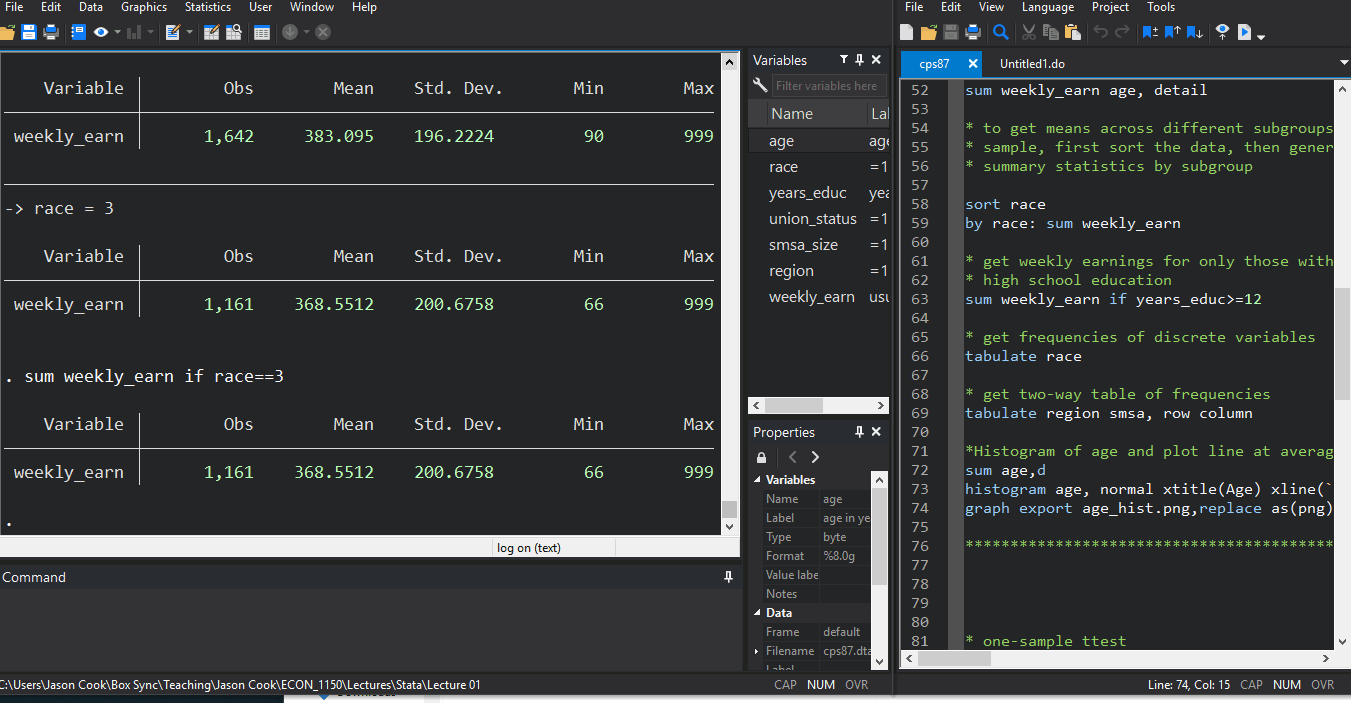 File Edit Data Graphics Statistics User Window Help
Variable Obs Mean Std. Dev. Min Max
weekly_earn 1,642 383.095 196.2224 90 999
-> race = 3
Variable Obs Mean Std. Dev. Min Max
weekly_earn 1,161 368.5512 200.6758 66 999
. sum weekly_earn if race==3
Variable Obs Mean Std. Dev. Min Max
weekly_earn 1,161 368.5512 200.6758 66 999
.
log on (text)
Command
C:\Users\Jason Cook\Box Sync\Teaching\Jason Cook\ECON_1150\Lectures\Stata\Lecture 01
Variables
Filter variables here
Name Lal
age age
race =1
years_educ yea
union_status =1
smsa_size =1
region =1
weekly_earn usu
Properties
Variables
Name age
Label age in ye
Type byte
Format %8.0g
Value labe
Notes
Data
Frame default
Filename cps87.dta
Label
CAP NUM OVR
File Edit View Language Project Tools
cps87 Untitled1.do
52 sum weekly_earn age, detail
53
54 * to get means across different subgroups
55 * sample, first sort the data, then gener
56 * summary statistics by subgroup
57
58 sort race
59 by race: sum weekly_earn
60
61 * get weekly earnings for only those with
62 * high school education
63 sum weekly_earn if years_educ>=12
64
65 * get frequencies of discrete variables
66 tabulate race
67
68 * get two-way table of frequencies
69 tabulate region smsa, row column
70
71 *Histogram of age and plot line at averag
72 sum age,d
73 histogram age, normal xtitle(Age) xline(`
74 graph export age_hist.png,replace as(png)
75
76 *****************************************
77
78
79
80
81 * one-sample ttest
Line: 74, Col: 15 CAP NUM OVR